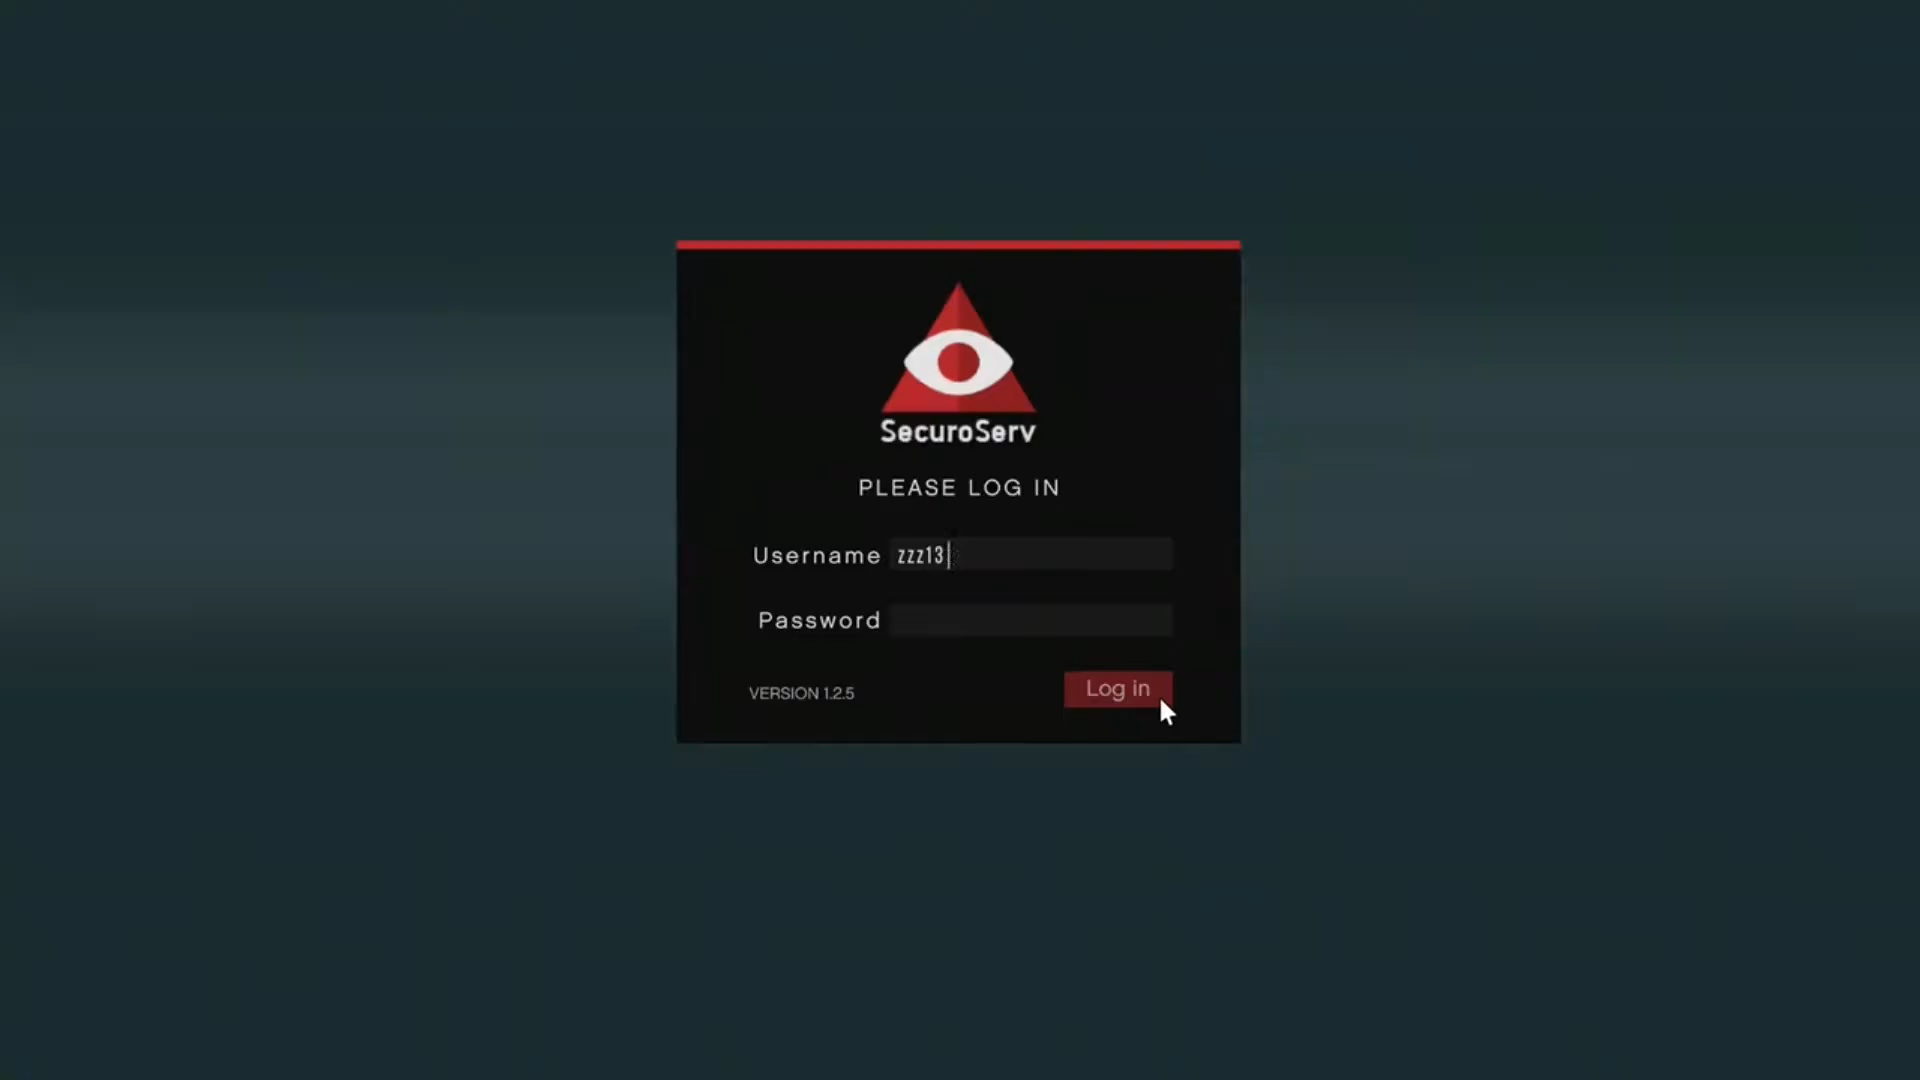 SecuroServ
PLEASE LOG IN
Username zzz13
Password
VERSION 1.2.5
Log in